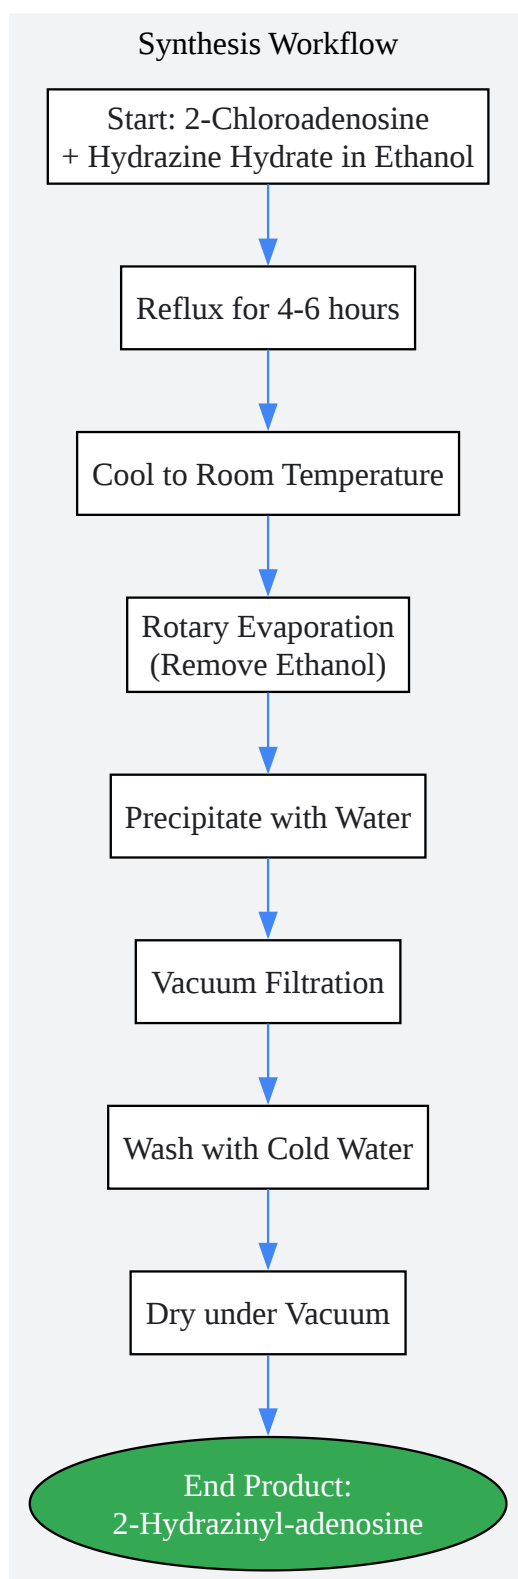 Synthesis Workflow
Start: 2-Chloroadenosine
+ Hydrazine Hydrate in Ethanol
Reflux for 4-6 hours
Cool to Room Temperature
Rotary Evaporation
(Remove Ethanol)
Precipitate with Water
Vacuum Filtration
Wash with Cold Water
Dry under Vacuum
End Product:
2-Hydrazinyl-adenosine